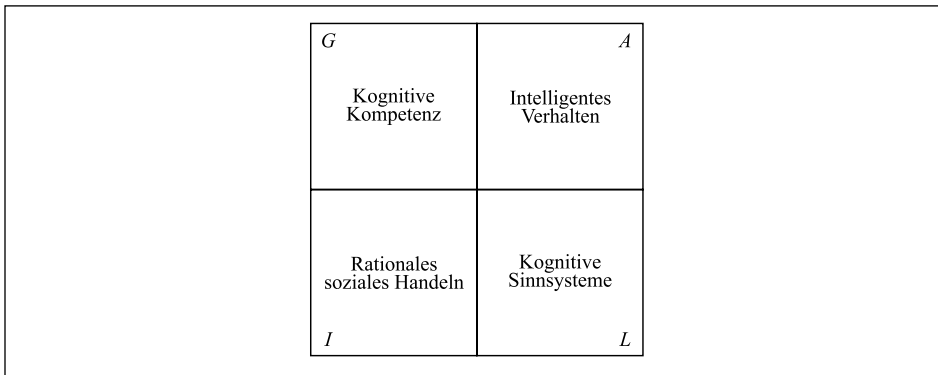 G
A
Kognitive
Kompetenz
Intelligentes
Verhalten
Rationales
soziales Handeln
Kognitive
Sinnsysteme
I
L